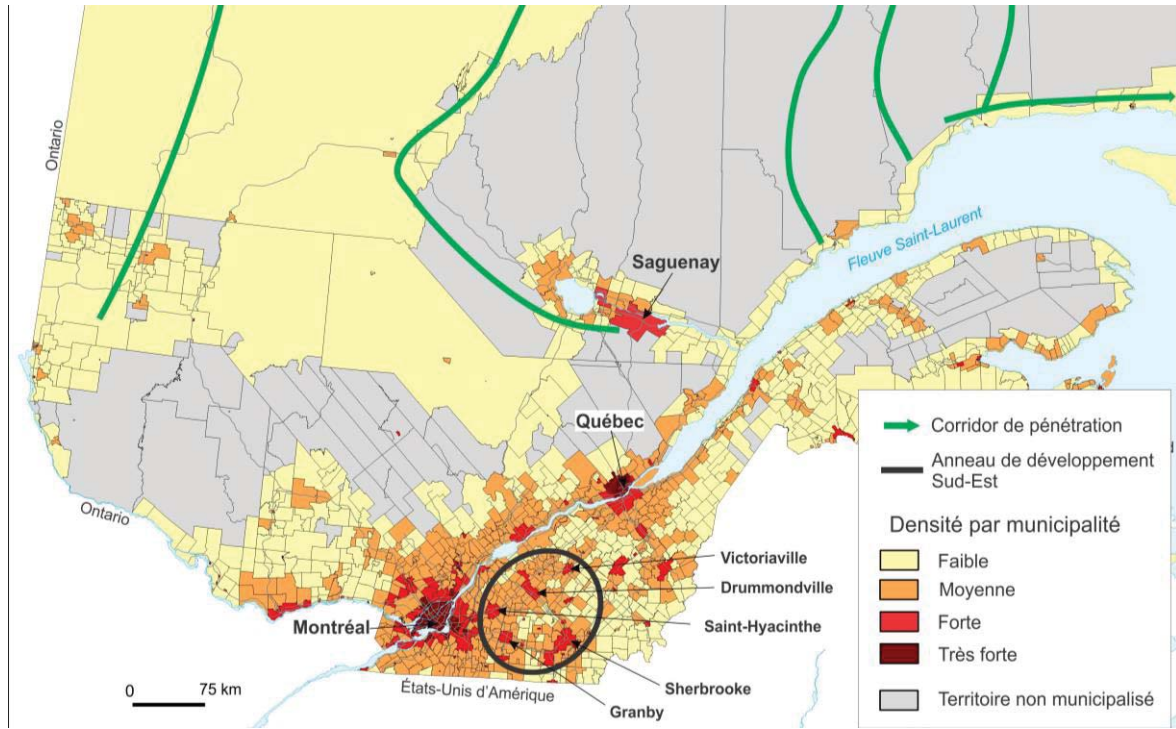 Ontario
Fleuve Saint-Laurent
Saguenay
Québec
Ontario
Victoriaville
Drummondville
Montréal
Saint-Hyacinthe
Sherbrooke
Granby
États-Unis d'Amérique
0 75 km
Corridor de pénétration
Anneau de développement
Sud-Est
Densité par municipalité
Faible
Moyenne
Forte
Très forte
Territoire non municipalisé